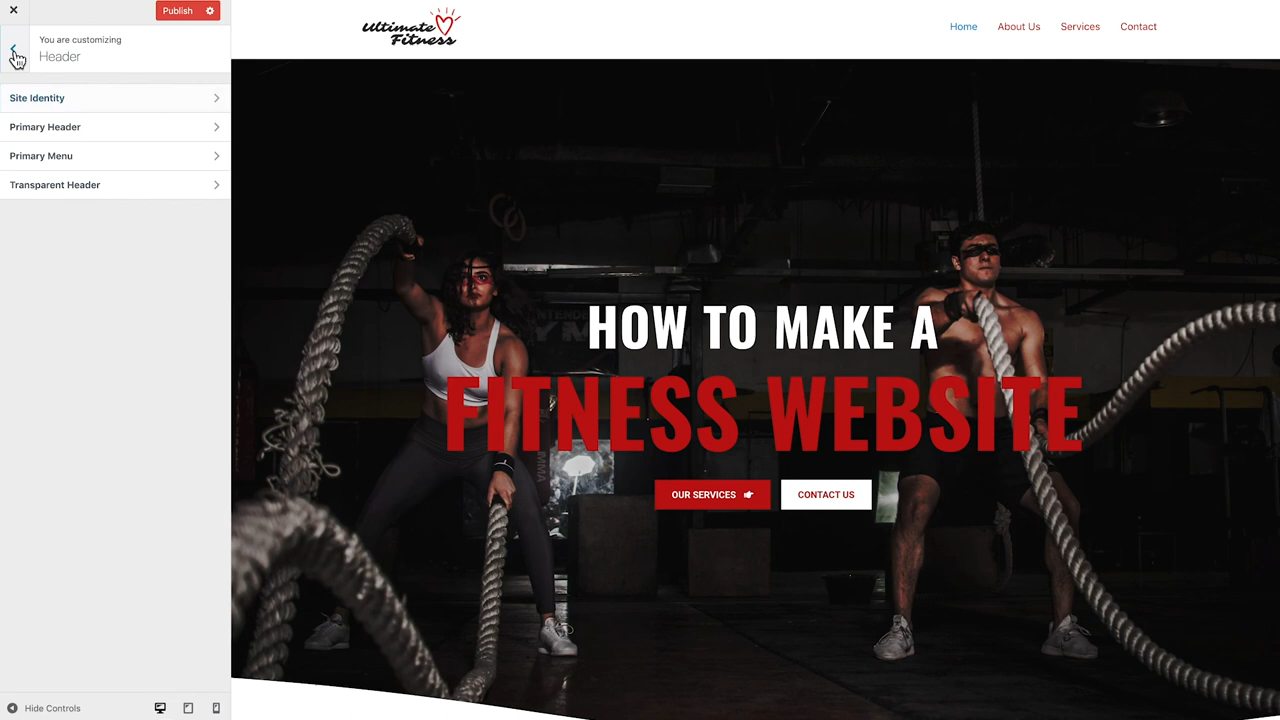 Publish
You are customizing
Header
Site Identity
Primary Header
Primary Menu
Transparent Header
Hide Controls
Ultimate
Fitness
Home About Us Services Contact
HOW TO MAKE A
FITNESS WEBSITE
OUR SERVICES CONTACT US